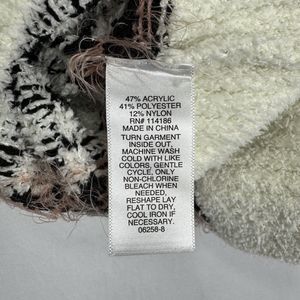 47% ACRYLIC
41% POLYESTER
12% NYLON
RN# 114186
MADE IN CHINA
TURN GARMENT
INSIDE OUT,
MACHINE WASH
COLD WITH LIKE
COLORS, GENTLE
CYCLE, ONLY
NON-CHLORINE
BLEACH WHEN
NEEDED,
RESHAPE LAY
FLAT TO DRY,
COOL IRON IF
NECESSARY.
06258-8